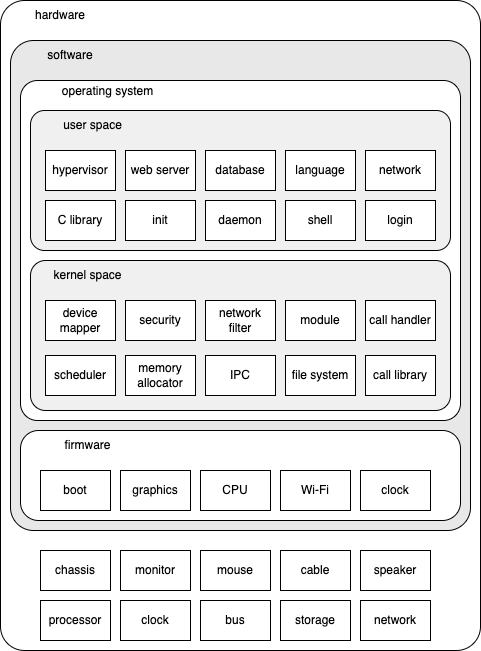 hardware
software
operating system
user space
hypervisor
web server
database
language
network
C library
init
daemon
shell
login
kernel space
device
mapper
security
network
filter
module
call handler
scheduler
memory
allocator
IPC
file system
call library
firmware
boot
graphics
CPU
Wi-Fi
clock
chassis
monitor
mouse
cable
speaker
processor
clock
bus
storage
network